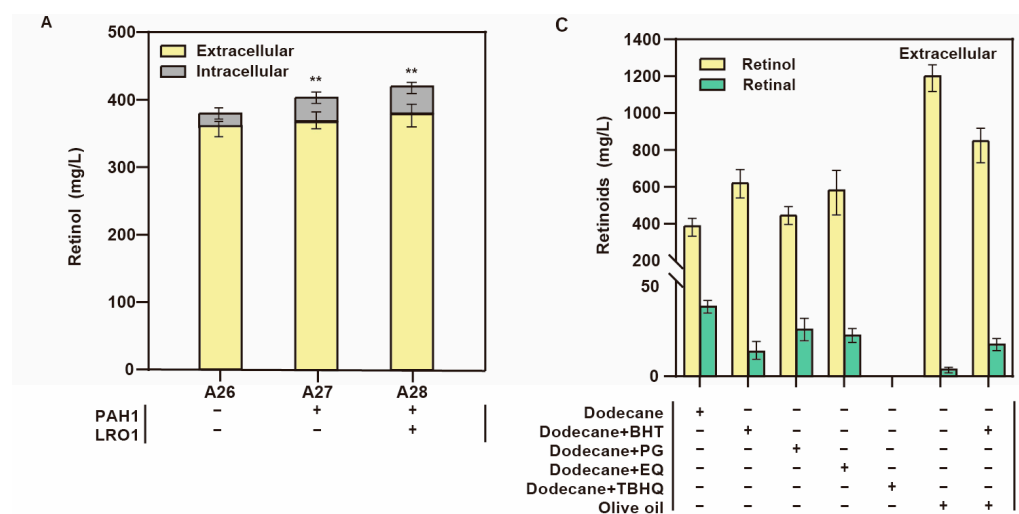 A
500
400
300
200
100
0
Retinol (mg/L)
Extracellular
Intracellular
**
**
A26 A27 A28
PAH1 − + +
LRO1 − − +
C
1400
1200
1000
800
600
400
200
50
0
Retinoids (mg/L)
Retinol
Retinal
Extracellular
Dodecane + − − − − − −
Dodecane+BHT − + − − − − +
Dodecane+PG − − + − − − −
Dodecane+EQ − − − + − − −
Dodecane+TBHQ − − − − + − −
Olive oil − − − − − + +